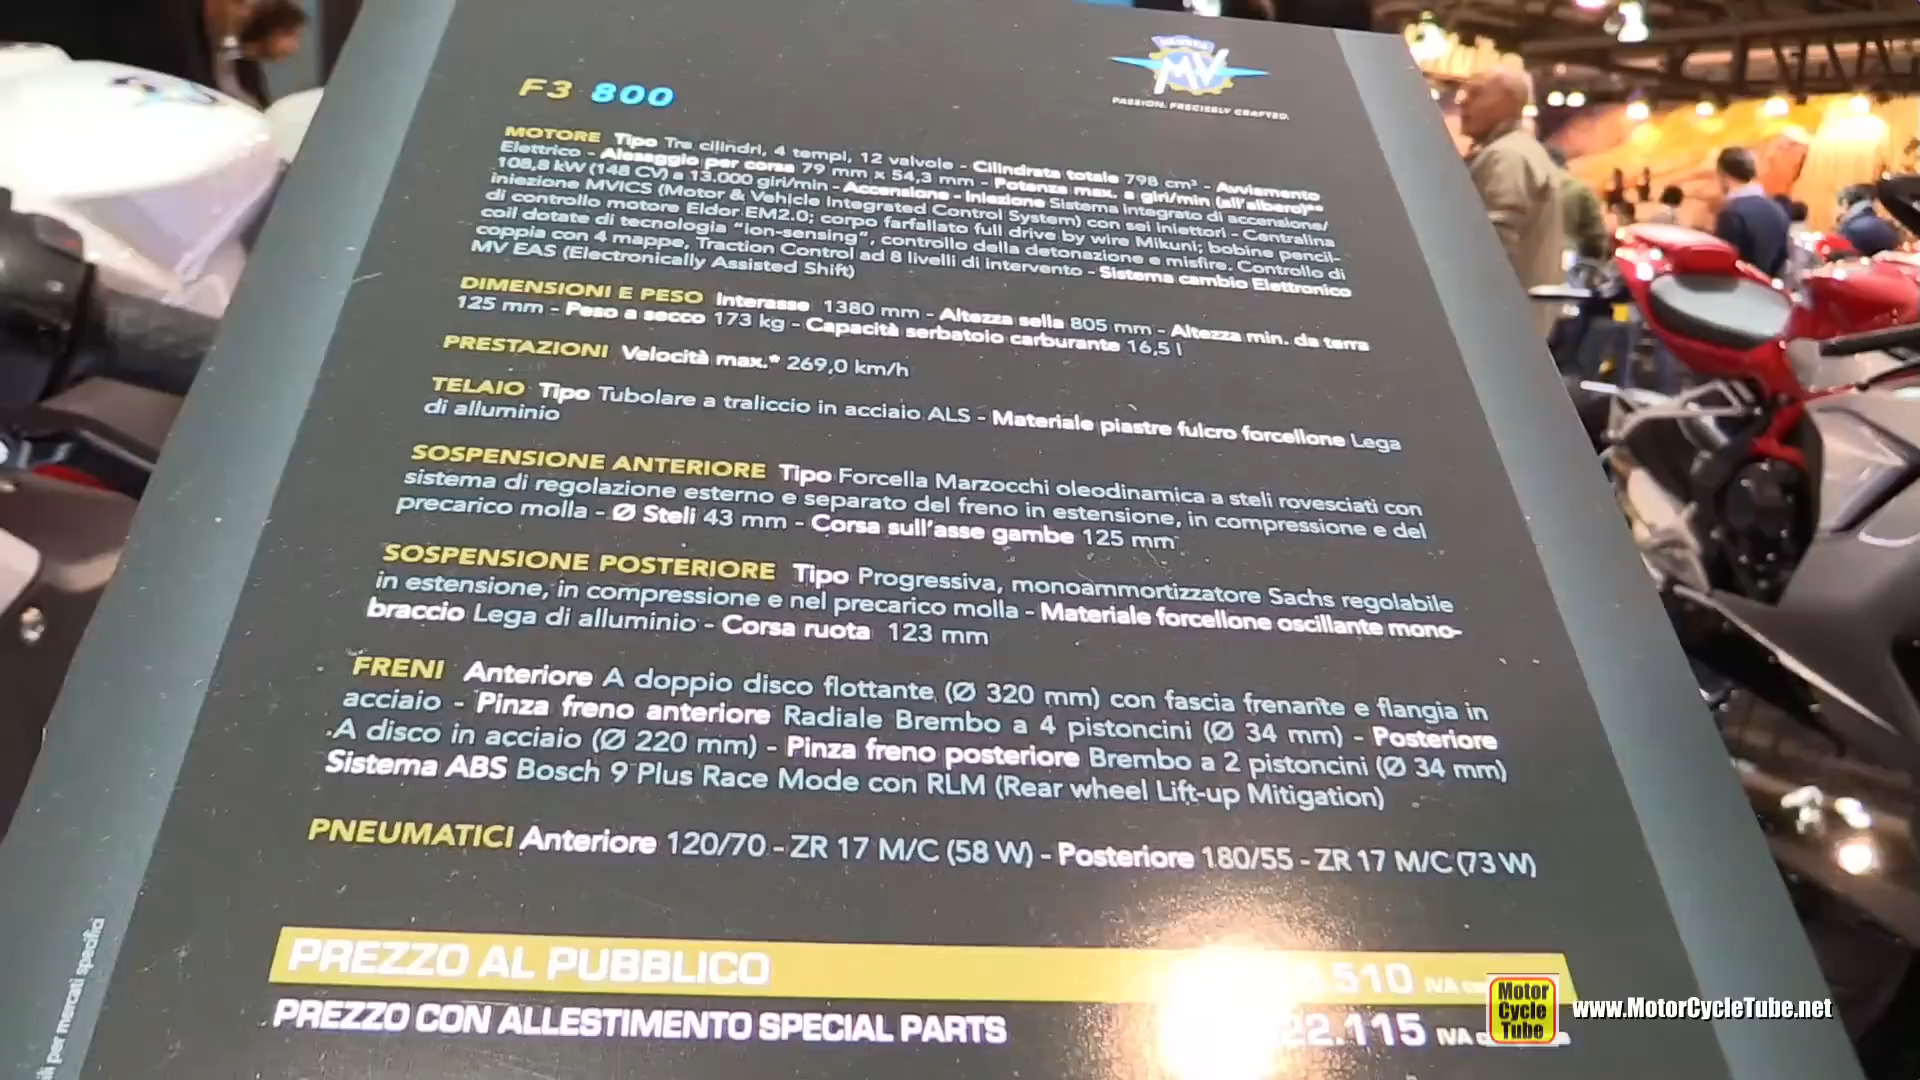 MV
PASSION. PRECISELY CRAFTED.
F3 800
MOTORE Tipo Tre cilindri, 4 tempi, 12 valvole - Cilindrata totale 798 cm³ - Avviamento
Elettrico - Alesaggio per corsa 79 mm x 54,3 mm - Potenza max. a giri/min (all'albero)**
108,8 kW (148 CV) a 13.000 giri/min - Accensione - Iniezione Sistema integrato di accensione/
iniezione MVICS (Motor & Vehicle Integrated Control System) con sei iniettori - Centralina
di controllo motore Eldor EM2.0; corpo farfallato full drive by wire Mikuni; bobine pencil-
coil dotate di tecnologia "ion-sensing", controllo della detonazione e misfire. Controllo di
coppia con 4 mappe, Traction Control ad 8 livelli di intervento - Sistema cambio Elettronico
MV EAS (Electronically Assisted Shift)
DIMENSIONI E PESO Interasse 1380 mm - Altezza sella 805 mm - Altezza min. da terra
125 mm - Peso a secco 173 kg - Capacità serbatoio carburante 16,5 l
PRESTAZIONI Velocità max.* 269,0 km/h
TELAIO Tipo Tubolare a traliccio in acciaio ALS - Materiale piastre fulcro forcellone Lega
di alluminio
SOSPENSIONE ANTERIORE Tipo Forcella Marzocchi oleodinamica a steli rovesciati con
sistema di regolazione esterno e separato del freno in estensione, in compressione e del
precarico molla - Ø Steli 43 mm - Corsa sull'asse gambe 125 mm
SOSPENSIONE POSTERIORE Tipo Progressiva, monoammortizzatore Sachs regolabile
in estensione, in compressione e nel precarico molla - Materiale forcellone oscillante mono-
braccio Lega di alluminio - Corsa ruota 123 mm
FRENI Anteriore A doppio disco flottante (Ø 320 mm) con fascia frenante e flangia in
acciaio - Pinza freno anteriore Radiale Brembo a 4 pistoncini (Ø 34 mm) - Posteriore
A disco in acciaio (Ø 220 mm) - Pinza freno posteriore Brembo a 2 pistoncini (Ø 34 mm)
Sistema ABS Bosch 9 Plus Race Mode con RLM (Rear wheel Lift-up Mitigation)
PNEUMATICI Anteriore 120/70 - ZR 17 M/C (58 W) - Posteriore 180/55 - ZR 17 M/C (73 W)
PREZZO AL PUBBLICO .510 IVA
PREZZO CON ALLESTIMENTO SPECIAL PARTS 22.115 IVA
per mercati specifici
Motor
Cycle
Tube
www.MotorCycleTube.net